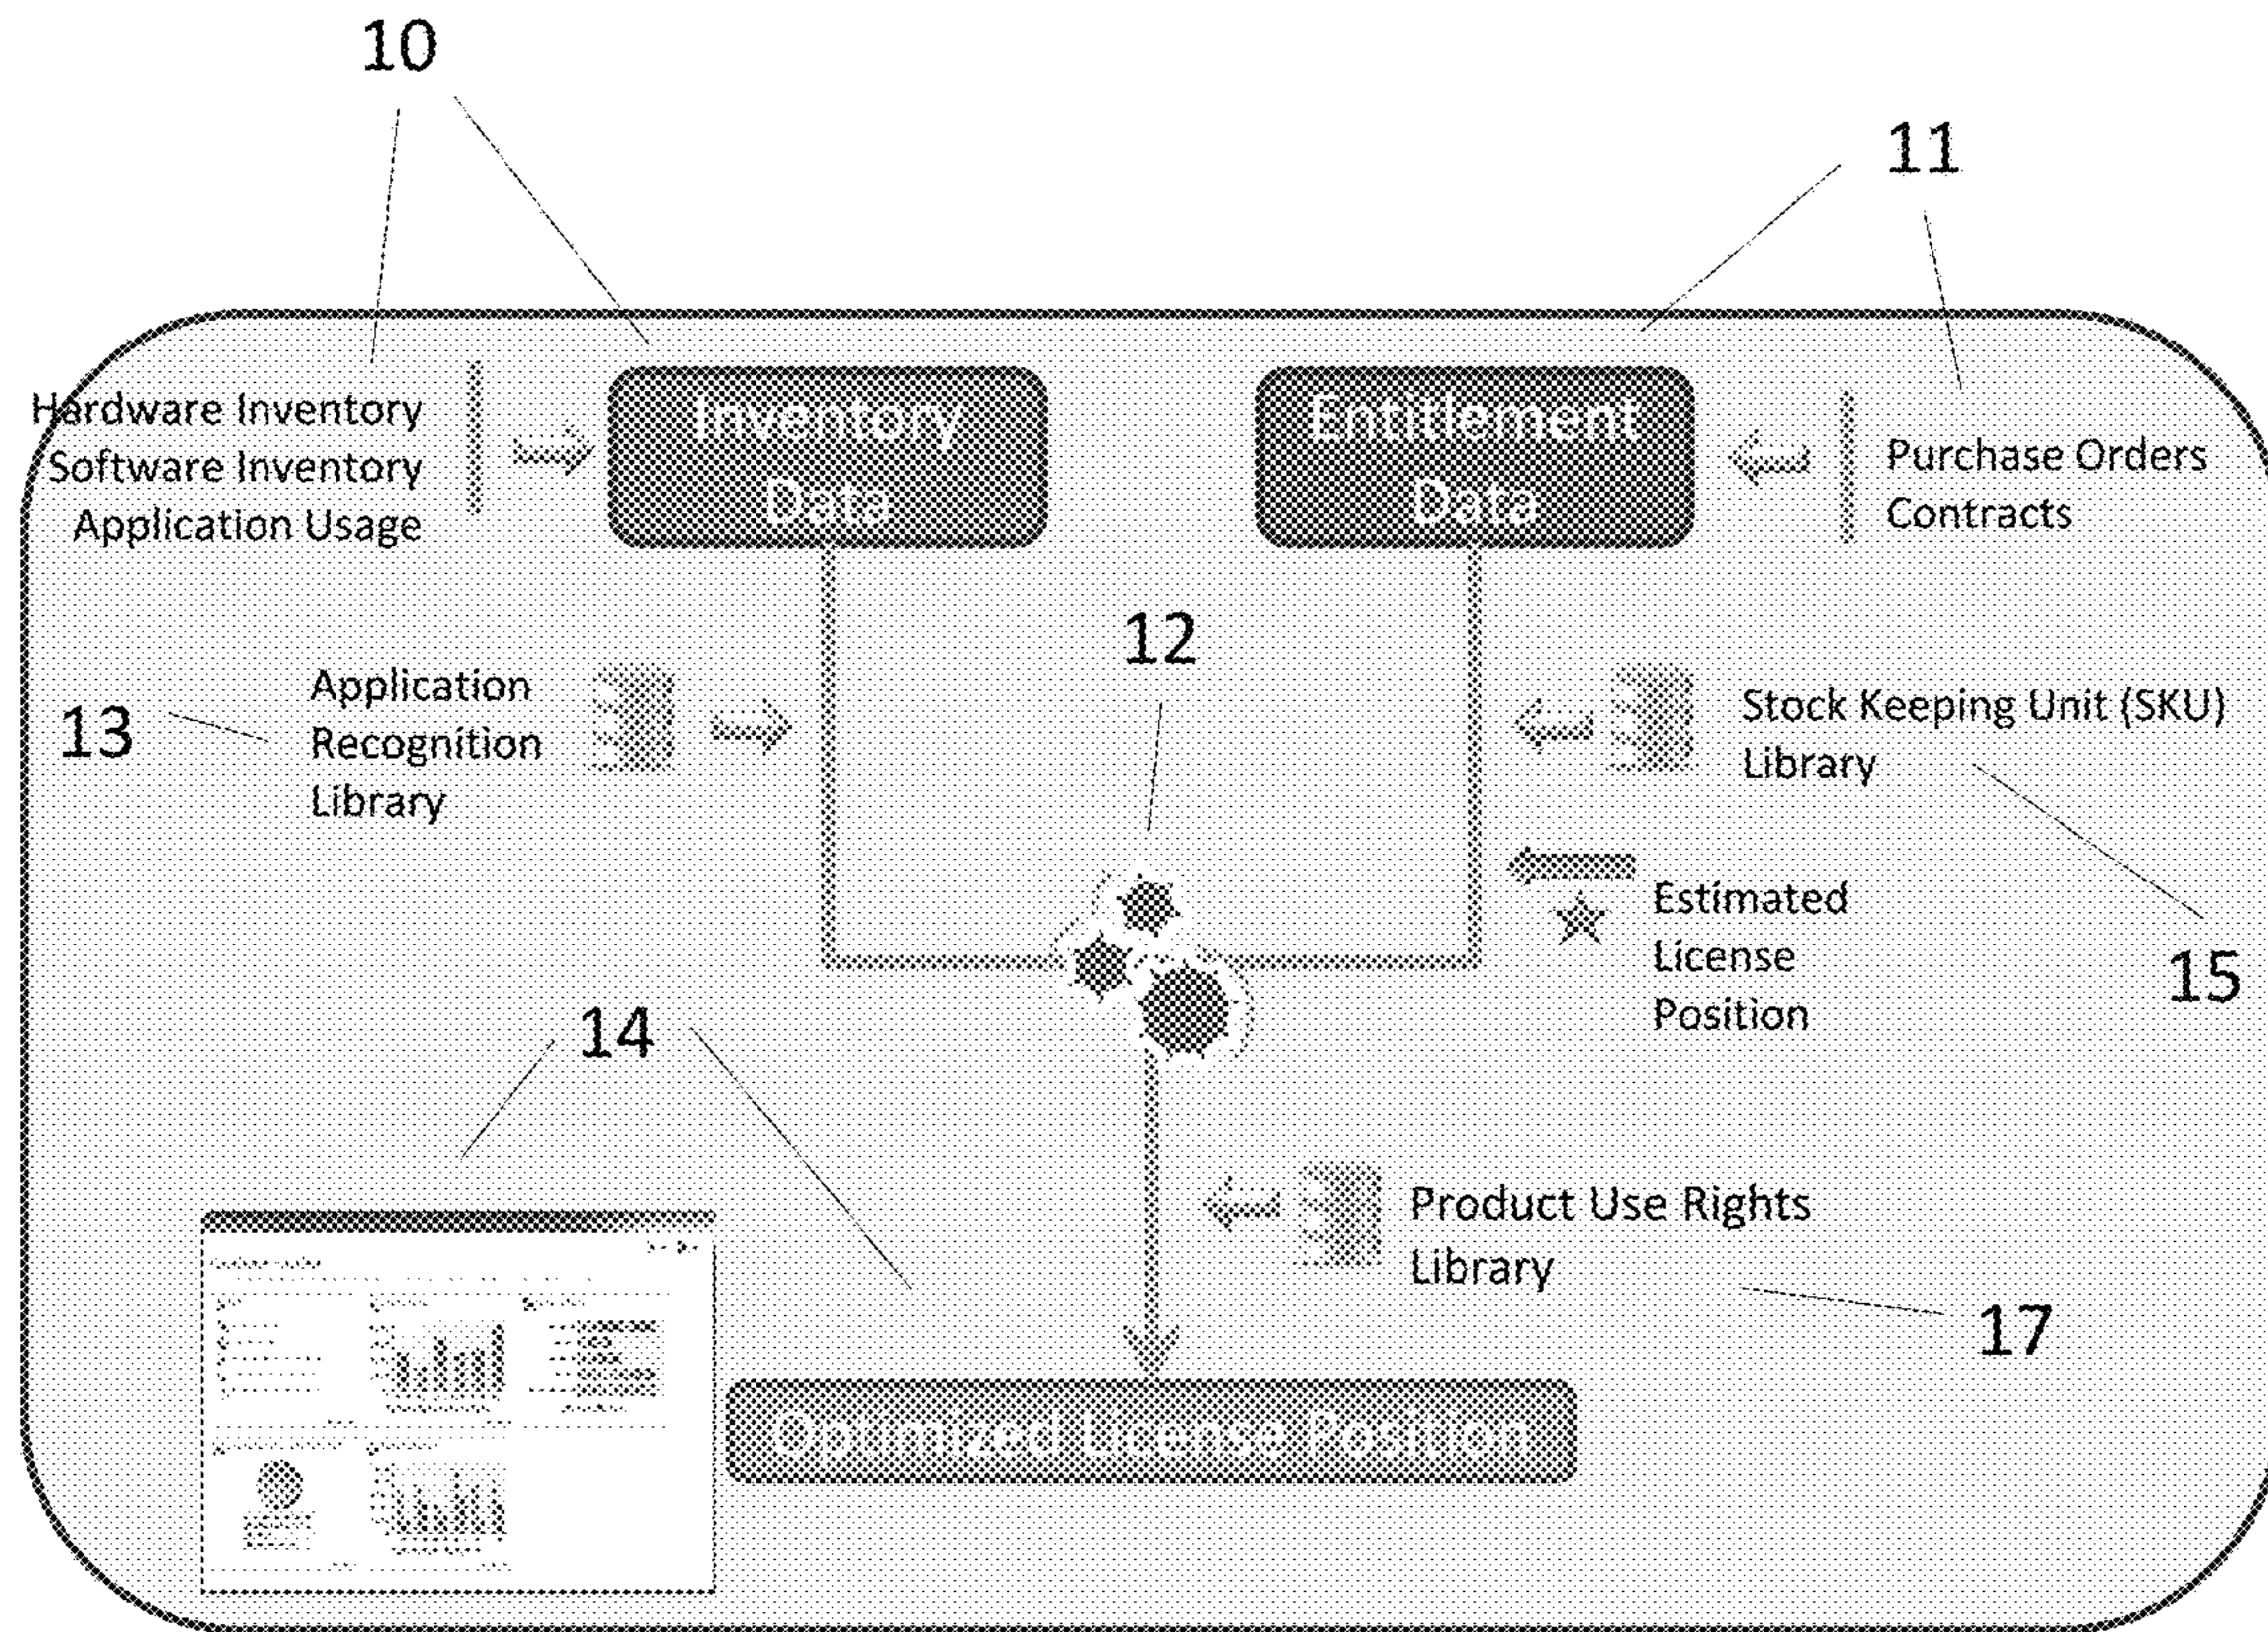 10
11
Hardware Inventory
Software Inventory
Application Usage
Inventory
Data
Entitlement
Data
Purchase Orders
Contracts
12
13
Application
Recognition
Library
Stock Keeping Unit (SKU)
Library
Estimated
License
Position
15
14
Product Use Rights
Library
17
Optimized License Position